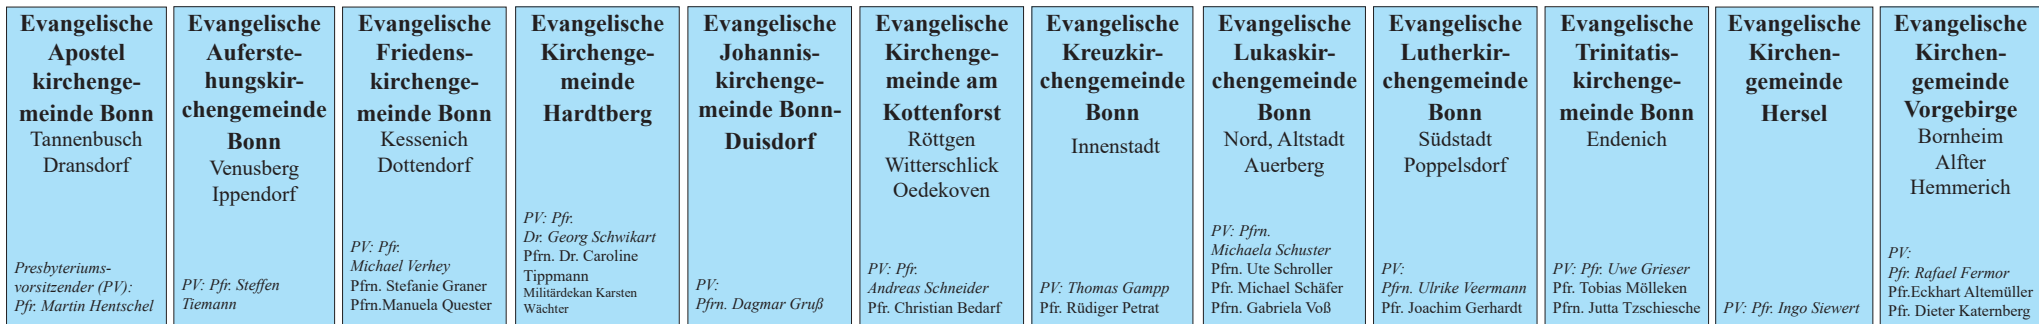 Evangelische
Apostel
kirchenge-
meinde Bonn
Tannenbusch
Dransdorf
Presbyteriums-
vorsitzender (PV):
Pfr. Martin Hentschel
Evangelische
Auferste-
hungskir-
chengemeinde
Bonn
Venusberg
Ippendorf
PV: Pfr. Steffen
Tiemann
Evangelische
Friedens-
kirchenge-
meinde Bonn
Kessenich
Dottendorf
PV: Pfr.
Michael Verhey
Pfrn. Stefanie Graner
Pfrn.Manuela Quester
Evangelische
Kirchenge-
meinde
Hardtberg
PV: Pfr.
Dr. Georg Schwikart
Pfrn. Dr. Caroline
Tippmann
Militärdekan Karsten
Wächter
Evangelische
Johannis-
kirchenge-
meinde Bonn-
Duisdorf
PV:
Pfrn. Dagmar Gruß
Evangelische
Kirchenge-
meinde am
Kottenforst
Röttgen
Witterschlick
Oedekoven
PV: Pfr.
Andreas Schneider
Pfr. Christian Bedarf
Evangelische
Kreuzkir-
chengemeinde
Bonn
Innenstadt
PV: Thomas Gampp
Pfr. Rüdiger Petrat
Evangelische
Lukaskir-
chengemeinde
Bonn
Nord, Altstadt
Auerberg
PV: Pfrn.
Michaela Schuster
Pfrn. Ute Schroller
Pfr. Michael Schäfer
Pfrn. Gabriela Voß
Evangelische
Lutherkir-
chengemeinde
Bonn
Südstadt
Poppelsdorf
PV:
Pfrn. Ulrike Veermann
Pfr. Joachim Gerhardt
Evangelische
Trinitatis-
kirchenge-
meinde Bonn
Endenich
PV: Pfr. Uwe Grieser
Pfr. Tobias Mölleken
Pfrn. Jutta Tzschiesche
Evangelische
Kirchen-
gemeinde
Hersel
PV: Pfr. Ingo Siewert
Evangelische
Kirchen-
gemeinde
Vorgebirge
Bornheim
Alfter
Hemmerich
PV:
Pfr. Rafael Fermor
Pfr.Eckhart Altemüller
Pfr. Dieter Katernberg